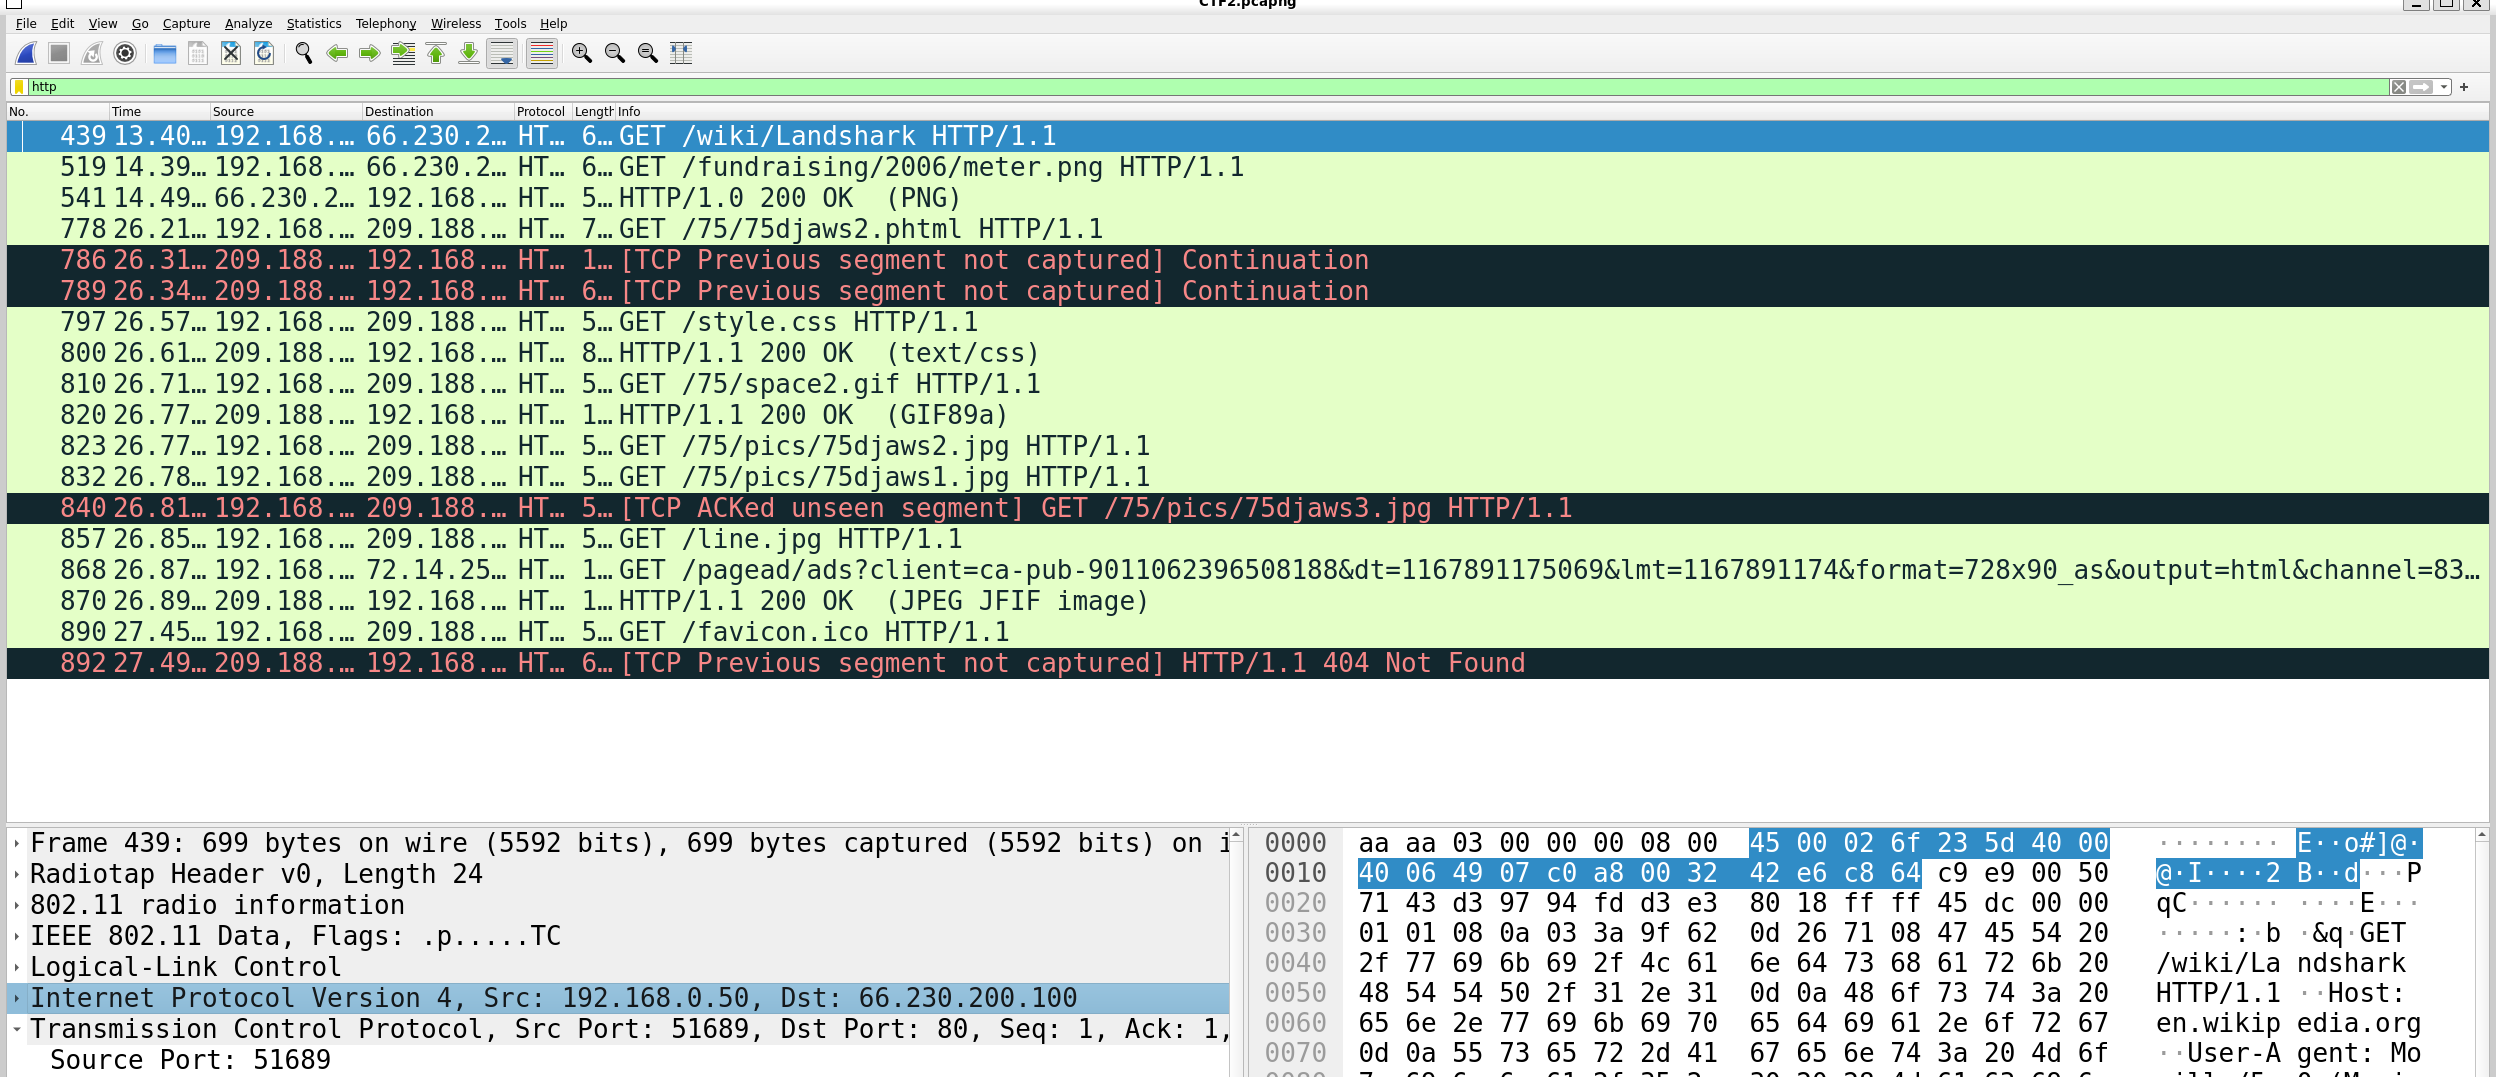 CTF2.pcapng
File Edit View Go Capture Analyze Statistics Telephony Wireless Tools Help
http
No. Time Source Destination Protocol Length Info
439 13.40… 192.168.… 66.230.2… HT… 6… GET /wiki/Landshark HTTP/1.1
519 14.39… 192.168.… 66.230.2… HT… 6… GET /fundraising/2006/meter.png HTTP/1.1
541 14.49… 66.230.2… 192.168.… HT… 5… HTTP/1.0 200 OK  (PNG)
778 26.21… 192.168.… 209.188.… HT… 7… GET /75/75djaws2.phtml HTTP/1.1
786 26.31… 209.188.… 192.168.… HT… 1… [TCP Previous segment not captured] Continuation
789 26.34… 209.188.… 192.168.… HT… 6… [TCP Previous segment not captured] Continuation
797 26.57… 192.168.… 209.188.… HT… 5… GET /style.css HTTP/1.1
800 26.61… 209.188.… 192.168.… HT… 8… HTTP/1.1 200 OK  (text/css)
810 26.71… 192.168.… 209.188.… HT… 5… GET /75/space2.gif HTTP/1.1
820 26.77… 209.188.… 192.168.… HT… 1… HTTP/1.1 200 OK  (GIF89a)
823 26.77… 192.168.… 209.188.… HT… 5… GET /75/pics/75djaws2.jpg HTTP/1.1
832 26.78… 192.168.… 209.188.… HT… 5… GET /75/pics/75djaws1.jpg HTTP/1.1
840 26.81… 192.168.… 209.188.… HT… 5… [TCP ACKed unseen segment] GET /75/pics/75djaws3.jpg HTTP/1.1
857 26.85… 192.168.… 209.188.… HT… 5… GET /line.jpg HTTP/1.1
868 26.87… 192.168.… 72.14.25… HT… 1… GET /pagead/ads?client=ca-pub-9011062396508188&dt=1167891175069&lmt=1167891174&format=728x90_as&output=html&channel=83…
870 26.89… 209.188.… 192.168.… HT… 1… HTTP/1.1 200 OK  (JPEG JFIF image)
890 27.45… 192.168.… 209.188.… HT… 5… GET /favicon.ico HTTP/1.1
892 27.49… 209.188.… 192.168.… HT… 6… [TCP Previous segment not captured] HTTP/1.1 404 Not Found
Frame 439: 699 bytes on wire (5592 bits), 699 bytes captured (5592 bits) on i
Radiotap Header v0, Length 24
802.11 radio information
IEEE 802.11 Data, Flags: .p.....TC
Logical-Link Control
Internet Protocol Version 4, Src: 192.168.0.50, Dst: 66.230.200.100
Transmission Control Protocol, Src Port: 51689, Dst Port: 80, Seq: 1, Ack: 1,
Source Port: 51689
0000 aa aa 03 00 00 00 08 00 45 00 02 6f 23 5d 40 00 ········ E··o#]@·
0010 40 06 49 07 c0 a8 00 32 42 e6 c8 64 c9 e9 00 50 @·I····2 B··d···P
0020 71 43 d3 97 94 fd d3 e3 80 18 ff ff 45 dc 00 00 qC······ ····E···
0030 01 01 08 0a 03 3a 9f 62 0d 26 71 08 47 45 54 20 ·····:·b ·&q·GET
0040 2f 77 69 6b 69 2f 4c 61 6e 64 73 68 61 72 6b 20 /wiki/La ndshark
0050 48 54 54 50 2f 31 2e 31 0d 0a 48 6f 73 74 3a 20 HTTP/1.1 ··Host:
0060 65 6e 2e 77 69 6b 69 70 65 64 69 61 2e 6f 72 67 en.wikip edia.org
0070 0d 0a 55 73 65 72 2d 41 67 65 6e 74 3a 20 4d 6f ··User-A gent: Mo